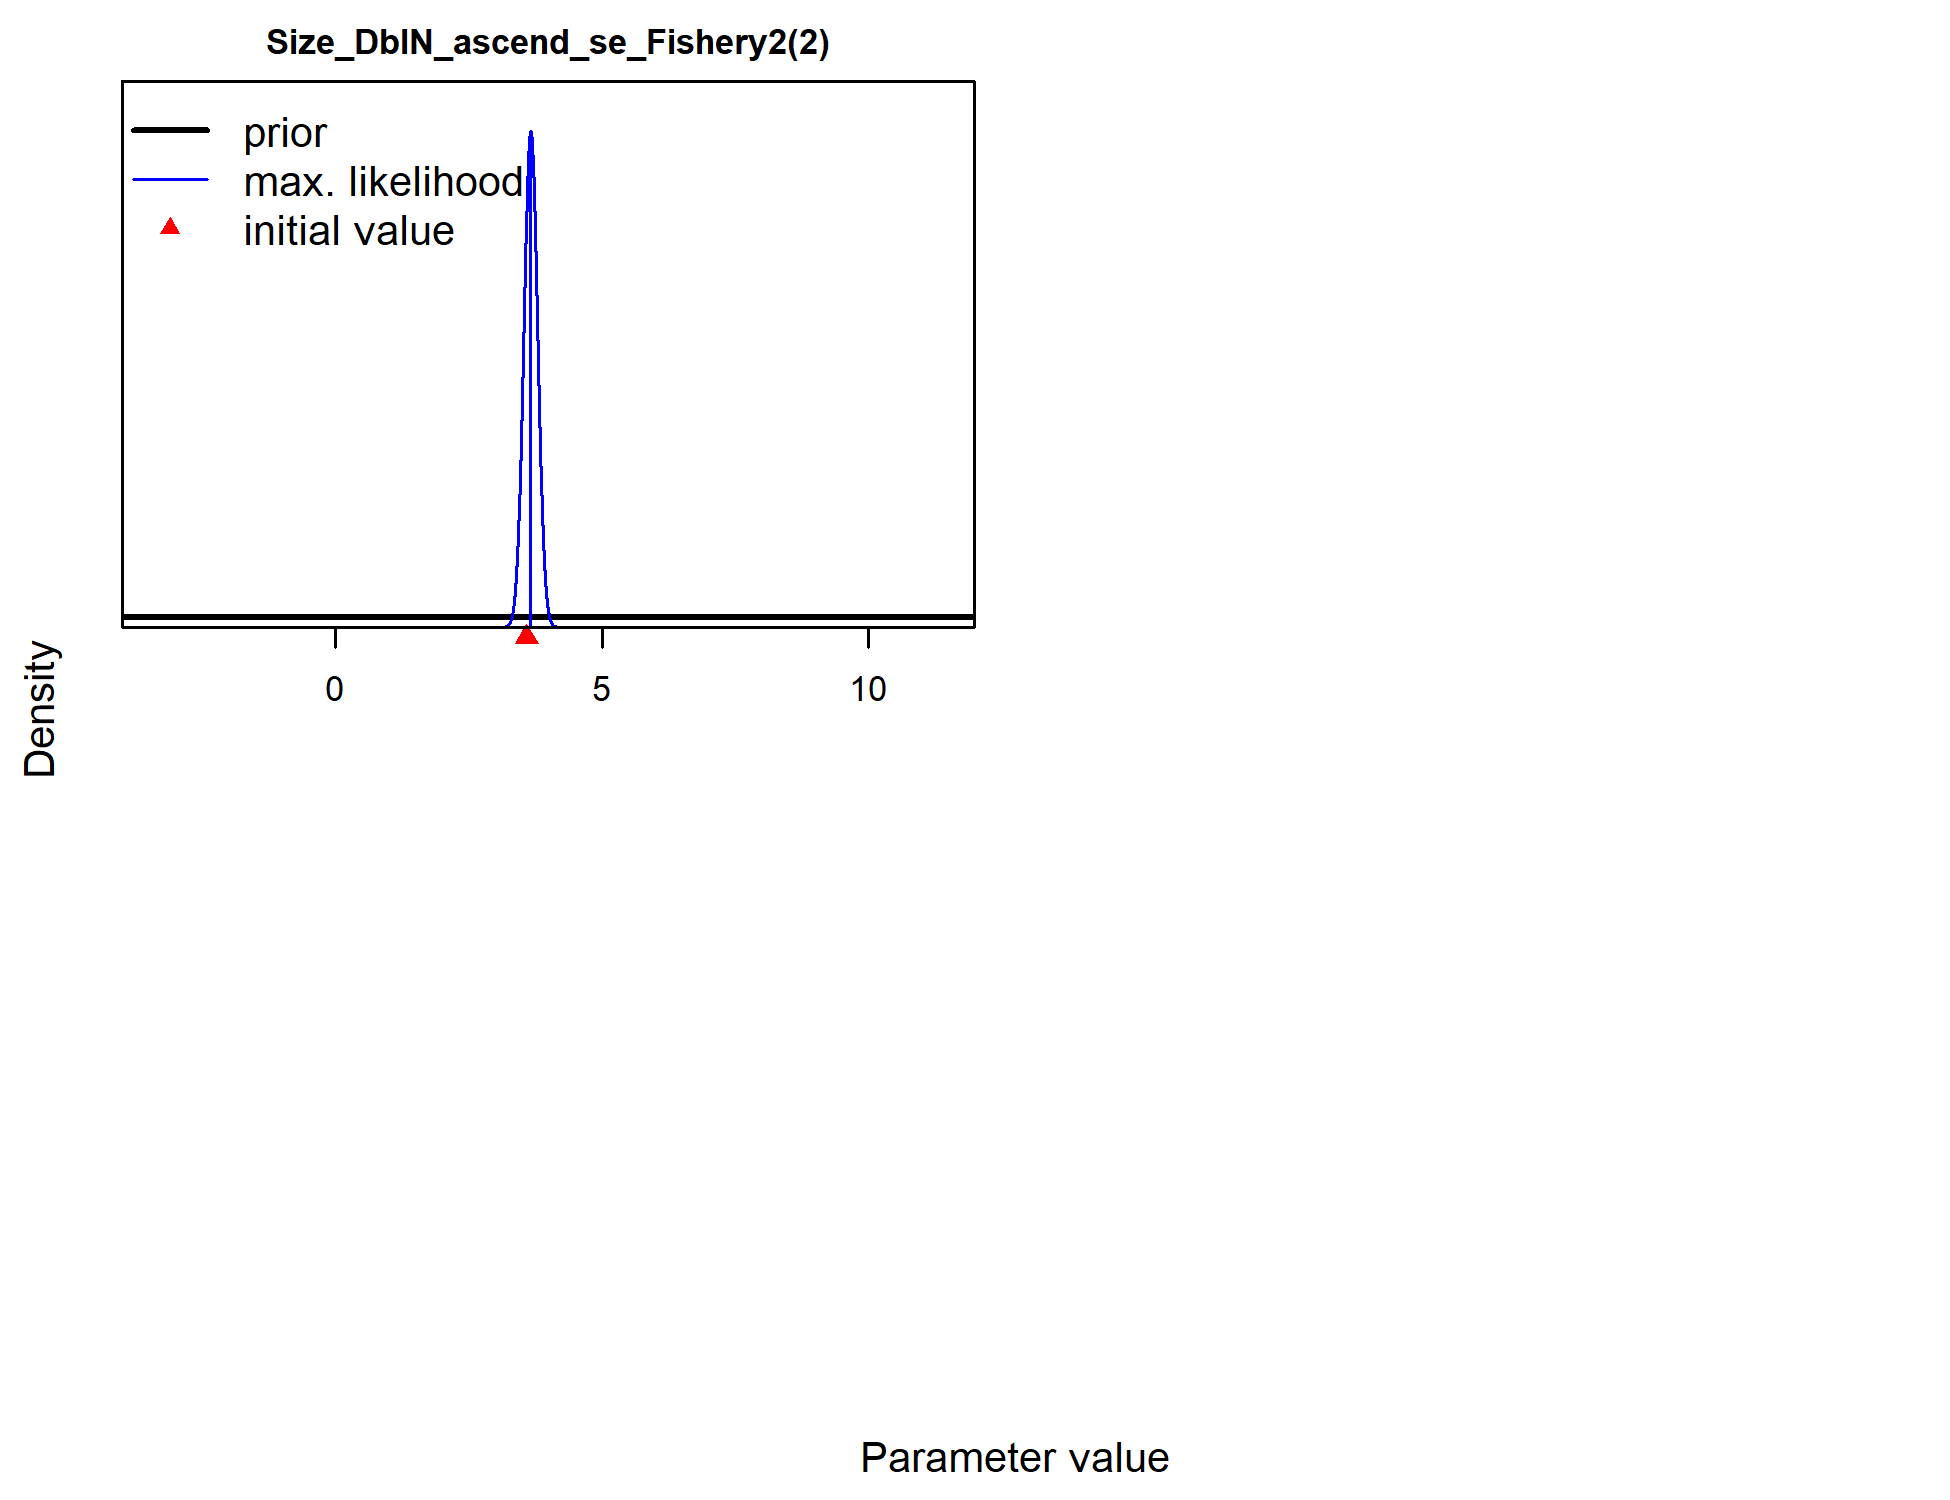 Size_DblN_ascend_se_Fishery2(2)
prior
max. likelihood
initial value
0 5 10
Density
Parameter value